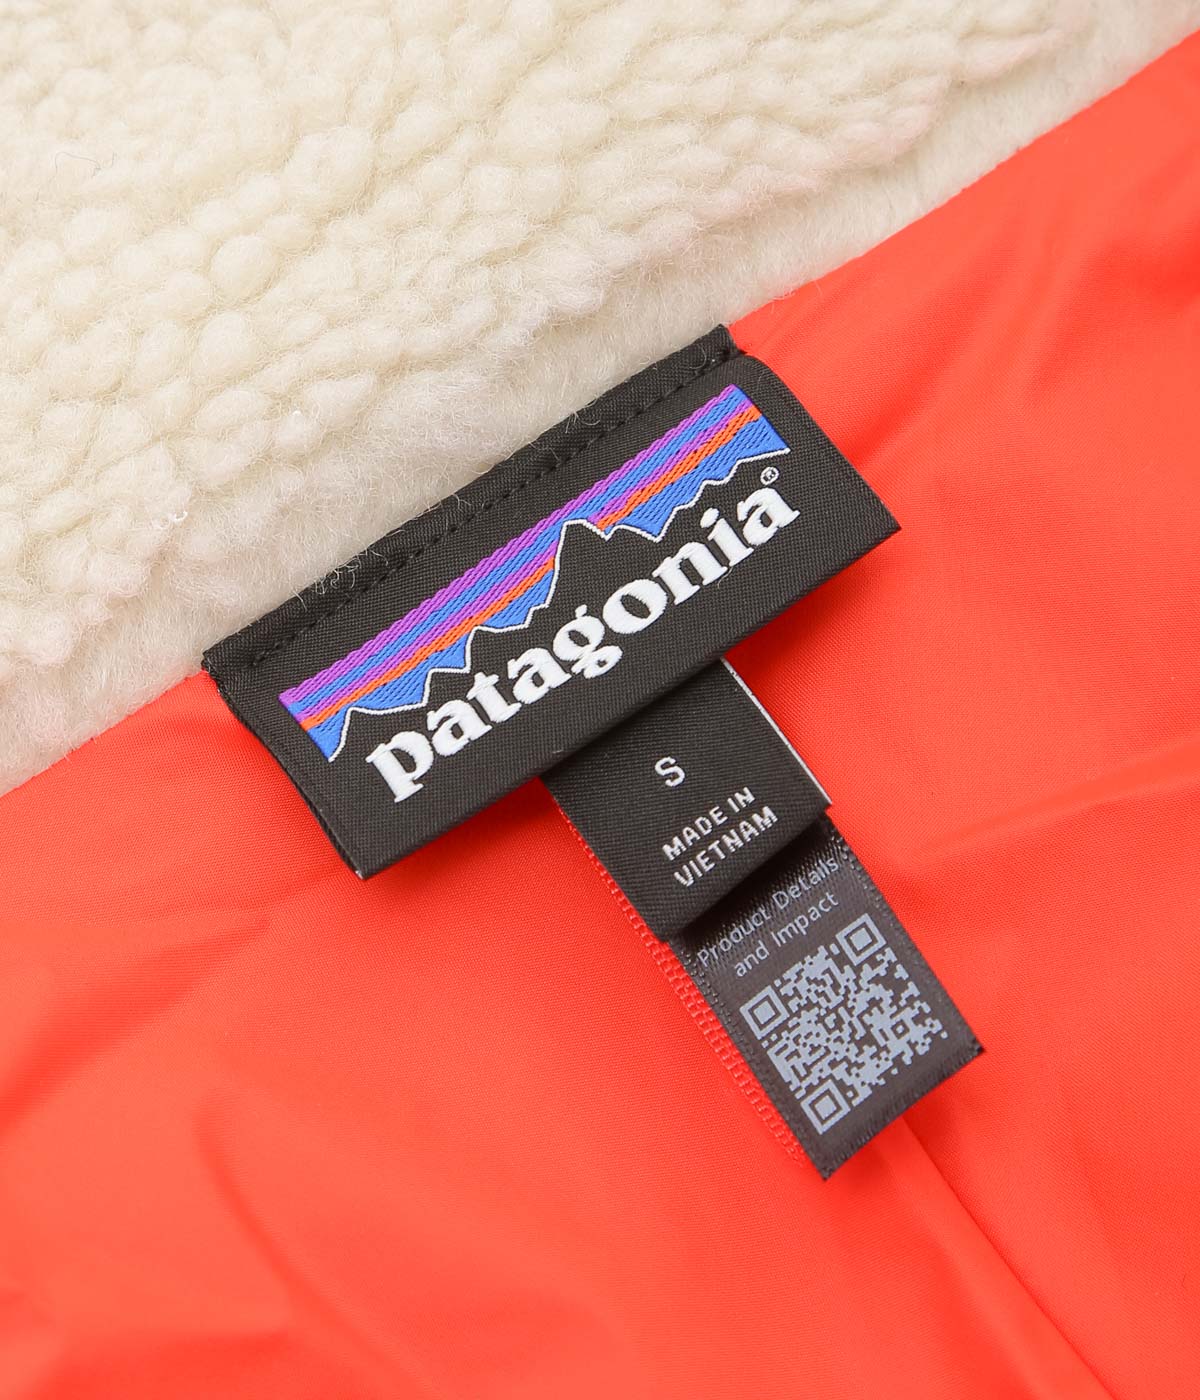 patagonia®
S
MADE IN
VIETNAM
Product Details
and Impact